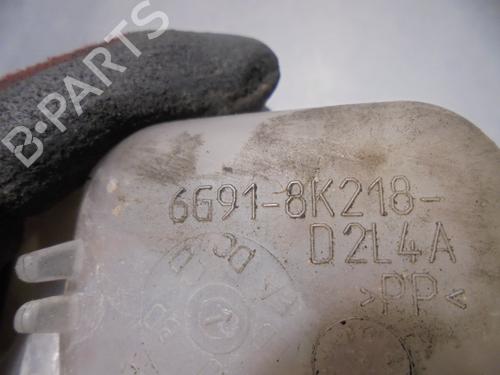 B-PARTS
6G91-8K218-
D2L4A
>PP<